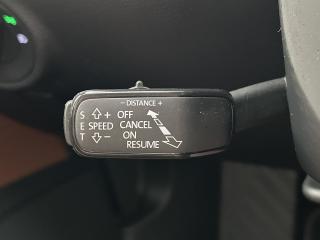 − DISTANCE +
S + OFF
E SPEED CANCEL
T − ON
RESUME